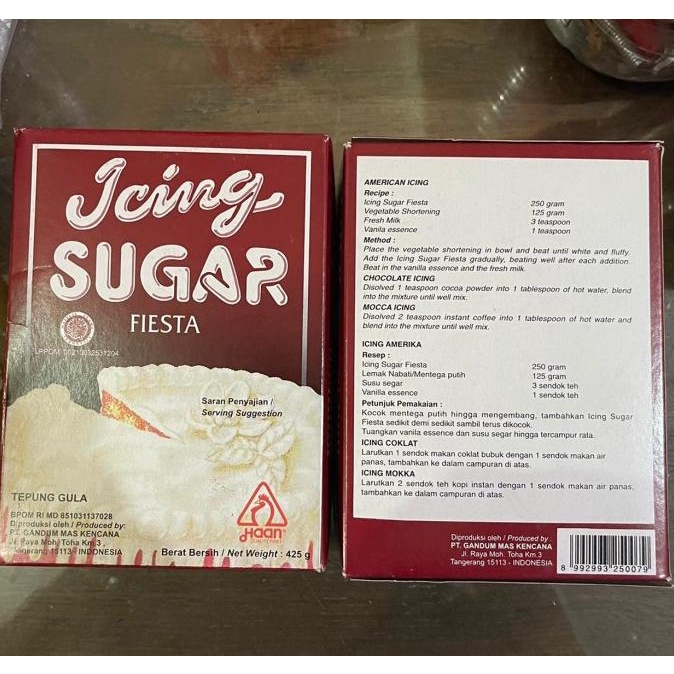 Icing
SUGAR
FIESTA
LPPOM: 00210032531204
Saran Penyajian /
Serving Suggestion
TEPUNG GULA
BPOM RI MD 851031137028
Diproduksi oleh / Produced by:
PT. GANDUM MAS KENCANA
Jl. Raya Moh. Toha Km.3 .
Tangerang 15113 - INDONESIA
Haan
Berat Bersih / Net Weight : 425 g
AMERICAN ICING
Recipe :
Icing Sugar Fiesta 250 gram
Vegetable Shortening 125 gram
Fresh Milk 3 teaspoon
Vanila essence 1 teaspoon
Method :
Place the vegetable shortening in bowl and beat until white and fluffy.
Add the Icing Sugar Fiesta gradually, beating well after each addition.
Beat in the vanilla essence and the fresh milk.
CHOCOLATE ICING
Disolved 1 teaspoon cocoa powder into 1 tablespoon of hot water, blend
into the mixture until well mix.
MOCCA ICING
Disolved 2 teaspoon instant coffee into 1 tablespoon of hot water and
blend into the mixture until well mix.
ICING AMERIKA
Resep :
Icing Sugar Fiesta 250 gram
Lemak Nabati/Mentega putih 125 gram
Susu segar 3 sendok teh
Vanilla essence 1 sendok teh
Petunjuk Pemakaian :
Kocok mentega putih hingga mengembang, tambahkan Icing Sugar
Fiesta sedikit demi sedikit sambil terus dikocok.
Tuangkan vanila essence dan susu segar hingga tercampur rata.
ICING COKLAT
Larutkan 1 sendok makan coklat bubuk dengan 1 sendok makan air
panas, tambahkan ke dalam campuran di atas.
ICING MOKKA
Larutkan 2 sendok teh kopi instan dengan 1 sendok makan air panas,
tambahkan ke dalam campuran di atas.
Diproduksi oleh / Produced by :
PT. GANDUM MAS KENCANA
Jl. Raya Moh. Toha Km.3
Tangerang 15113 - INDONESIA
8 992993 250079